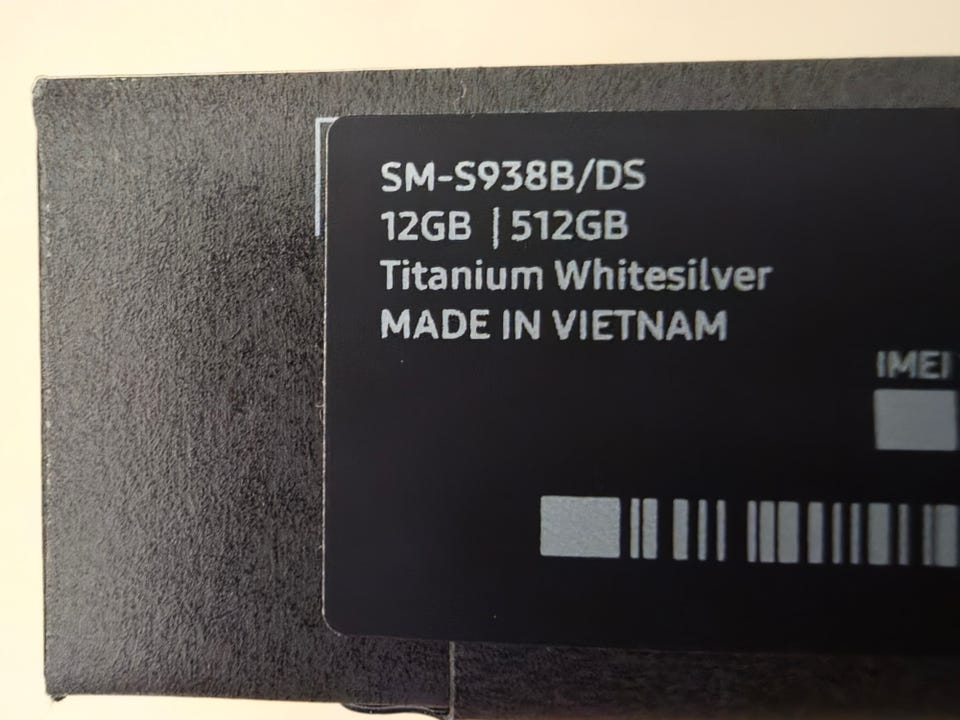 SM-S938B/DS
12GB | 512GB
Titanium Whitesilver
MADE IN VIETNAM
IMEI